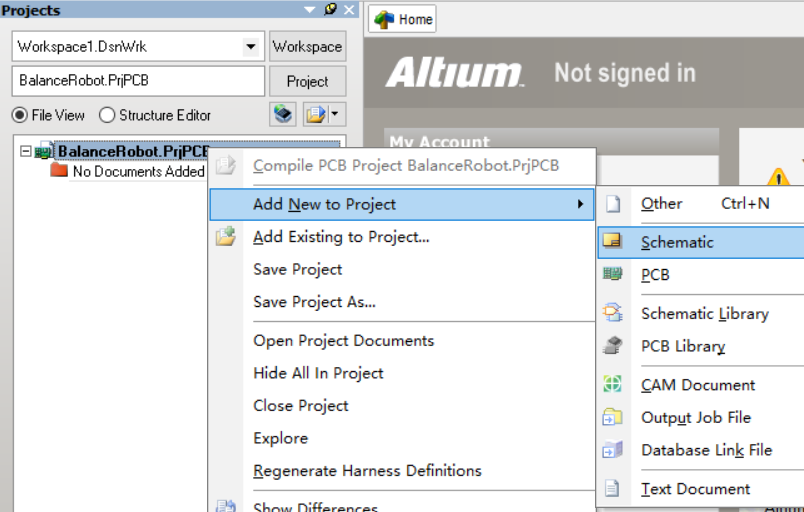 Projects
Home
Workspace1.DsnWrk
Workspace
Altium
Not signed in
BalanceRobot.PrjPCB
Project
File View
Structure Editor
My Account
BalanceRobot.PrjPCB
No Documents Added
Compile PCB Project BalanceRobot.PrjPCB
Add New to Project
Add Existing to Project...
Save Project
Save Project As...
Open Project Documents
Hide All In Project
Close Project
Explore
Regenerate Harness Definitions
Show Differences
Other Ctrl+N
Schematic
PCB
Schematic Library
PCB Library
CAM Document
Output Job File
Database Link File
Text Document